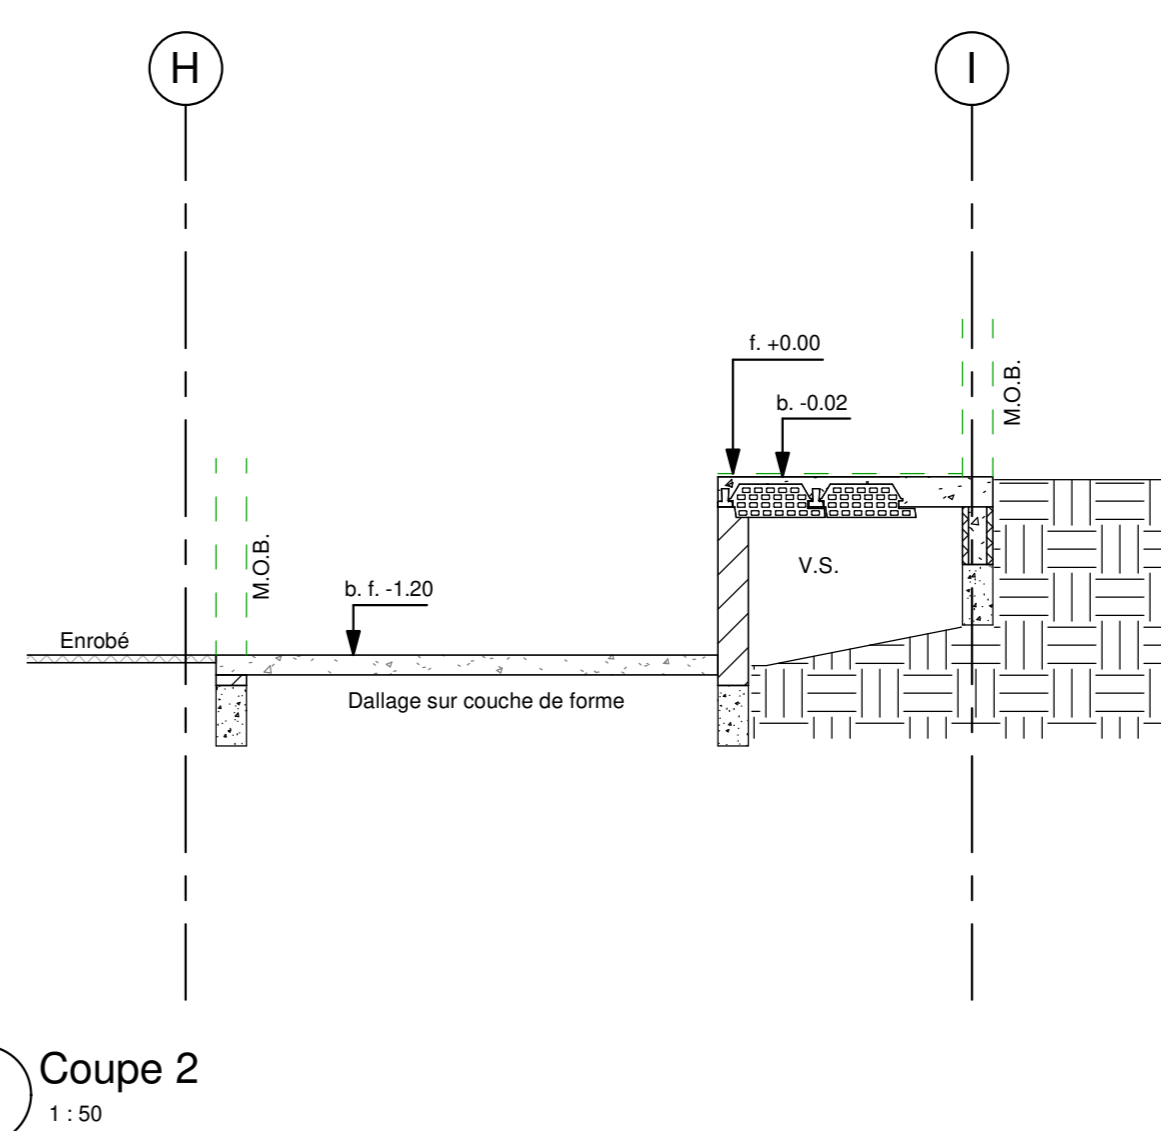 H
I
f. +0.00
b. -0.02
M.O.B.
M.O.B.
V.S.
b. f. -1.20
Enrobé
Dallage sur couche de forme
Coupe 2
1 : 50